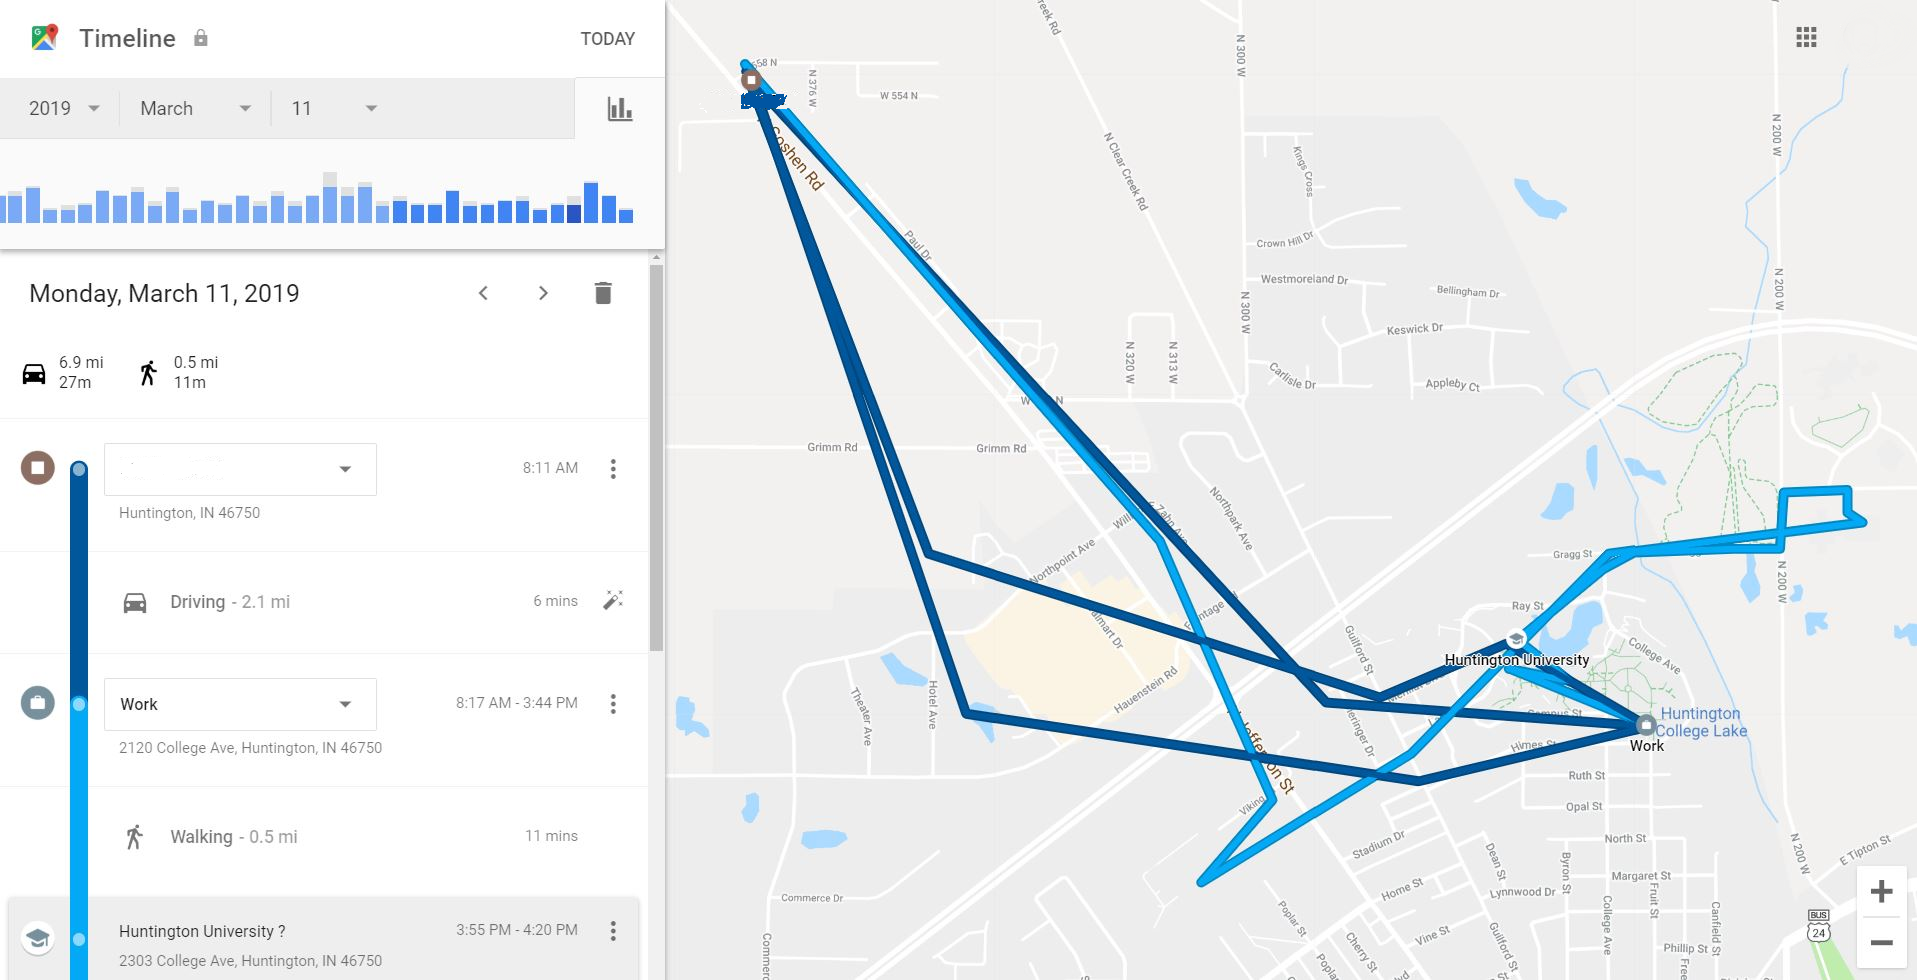 Timeline
TODAY
2019
March
11
Monday, March 11, 2019
6.9 mi
27m
0.5 mi
11m
8:11 AM
Huntington, IN 46750
Driving - 2.1 mi
6 mins
Work
8:17 AM - 3:44 PM
2120 College Ave, Huntington, IN 46750
Walking - 0.5 mi
11 mins
Huntington University ?
3:55 PM - 4:20 PM
2303 College Ave, Huntington, IN 46750
N 376 W
W 554 N
Goshen Rd
Paul Dr
N Clear Creek Rd
N 300 W
Kings Cross
Crown Hill Dr
Westmoreland Dr
Bellingham Dr
N 200 W
N 200 W
N 300 W
Keswick Dr
N 320 W
N 313 W
Carlisle Dr
Appleby Ct
Grimm Rd
Grimm Rd
Northpark Ave
Northpoint Ave
Gragg St
N 200 W
Ray St
Guilford St
Huntington University
College Ave
Hauenstein Rd
Theater Ave
Hotel Ave
Huntington
College Lake
Work
Himes St
Ruth St
Viking
Opal St
Stadium Dr
North St
N 200 W
E Tipton St
Dean St
Byron St
Margaret St
Fruit St
Home St
Lynnwood Dr
Commerce Dr
College Ave
Canfield St
Poplar St
Guilford St
Vine St
Cherry St
Phillip St
BUS
24